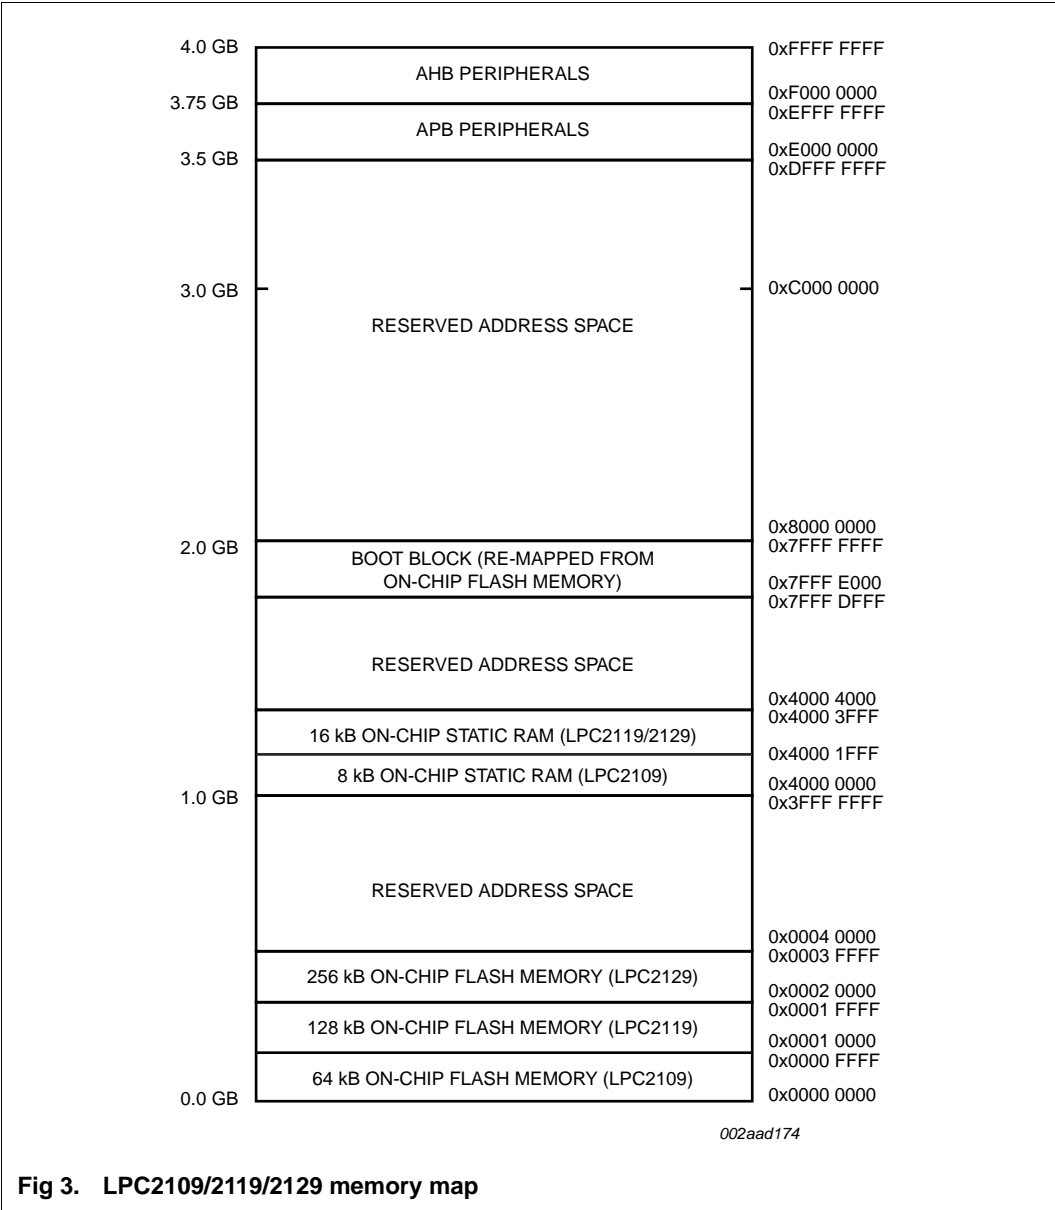 4.0 GB
0xFFFF FFFF
AHB PERIPHERALS
3.75 GB
0xF000 0000
0xEFFF FFFF
APB PERIPHERALS
3.5 GB
0xE000 0000
0xDFFF FFFF
3.0 GB
0xC000 0000
RESERVED ADDRESS SPACE
2.0 GB
0x8000 0000
0x7FFF FFFF
BOOT BLOCK (RE-MAPPED FROM
ON-CHIP FLASH MEMORY)
0x7FFF E000
0x7FFF DFFF
RESERVED ADDRESS SPACE
0x4000 4000
0x4000 3FFF
16 kB ON-CHIP STATIC RAM (LPC2119/2129)
0x4000 1FFF
8 kB ON-CHIP STATIC RAM (LPC2109)
1.0 GB
0x4000 0000
0x3FFF FFFF
RESERVED ADDRESS SPACE
0x0004 0000
0x0003 FFFF
256 kB ON-CHIP FLASH MEMORY (LPC2129)
0x0002 0000
0x0001 FFFF
128 kB ON-CHIP FLASH MEMORY (LPC2119)
0x0001 0000
0x0000 FFFF
64 kB ON-CHIP FLASH MEMORY (LPC2109)
0.0 GB
0x0000 0000
002aad174
Fig 3. LPC2109/2119/2129 memory map